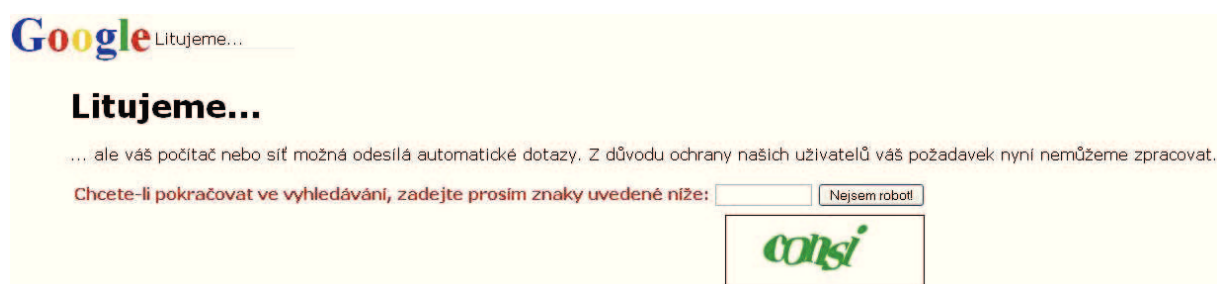 Google Litujeme...
Litujeme...
... ale váš počítač nebo síť možná odesílá automatické dotazy. Z důvodu ochrany našich uživatelů váš požadavek nyní nemůžeme zpracovat.
Chcete-li pokračovat ve vyhledávání, zadejte prosím znaky uvedené níže: Nejsem robot!
consi